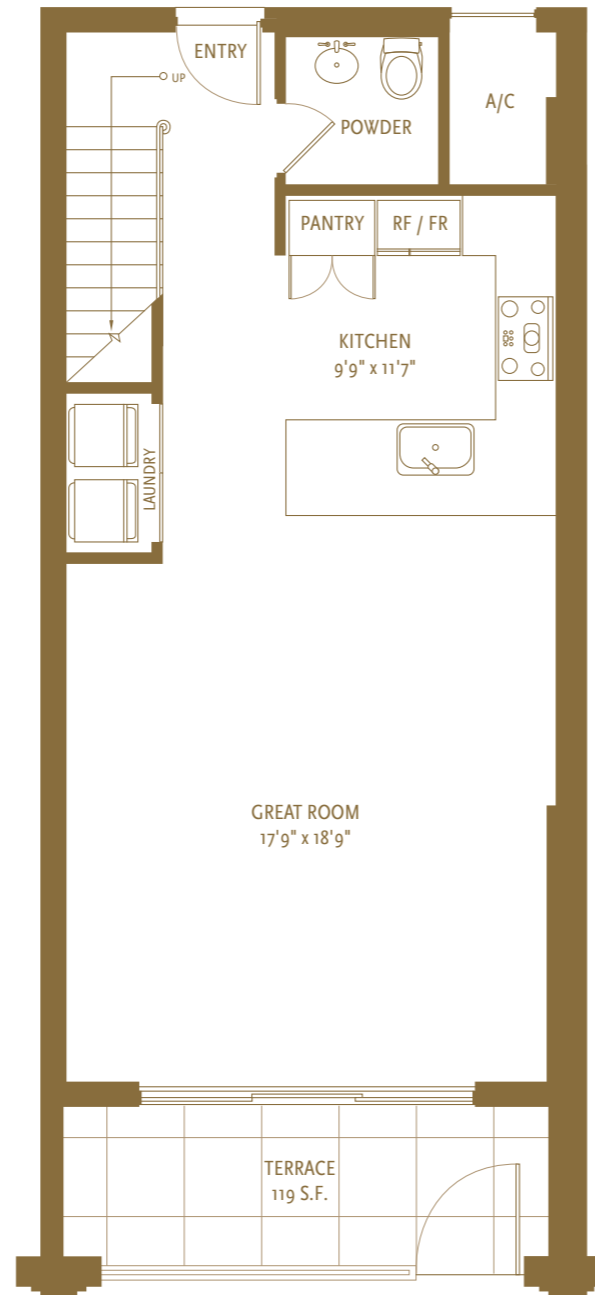 ENTRY
UP
POWDER
A/C
PANTRY
RF / FR
KITCHEN
9'9" x 11'7"
LAUNDRY
GREAT ROOM
17'9" x 18'9"
TERRACE
119 S.F.